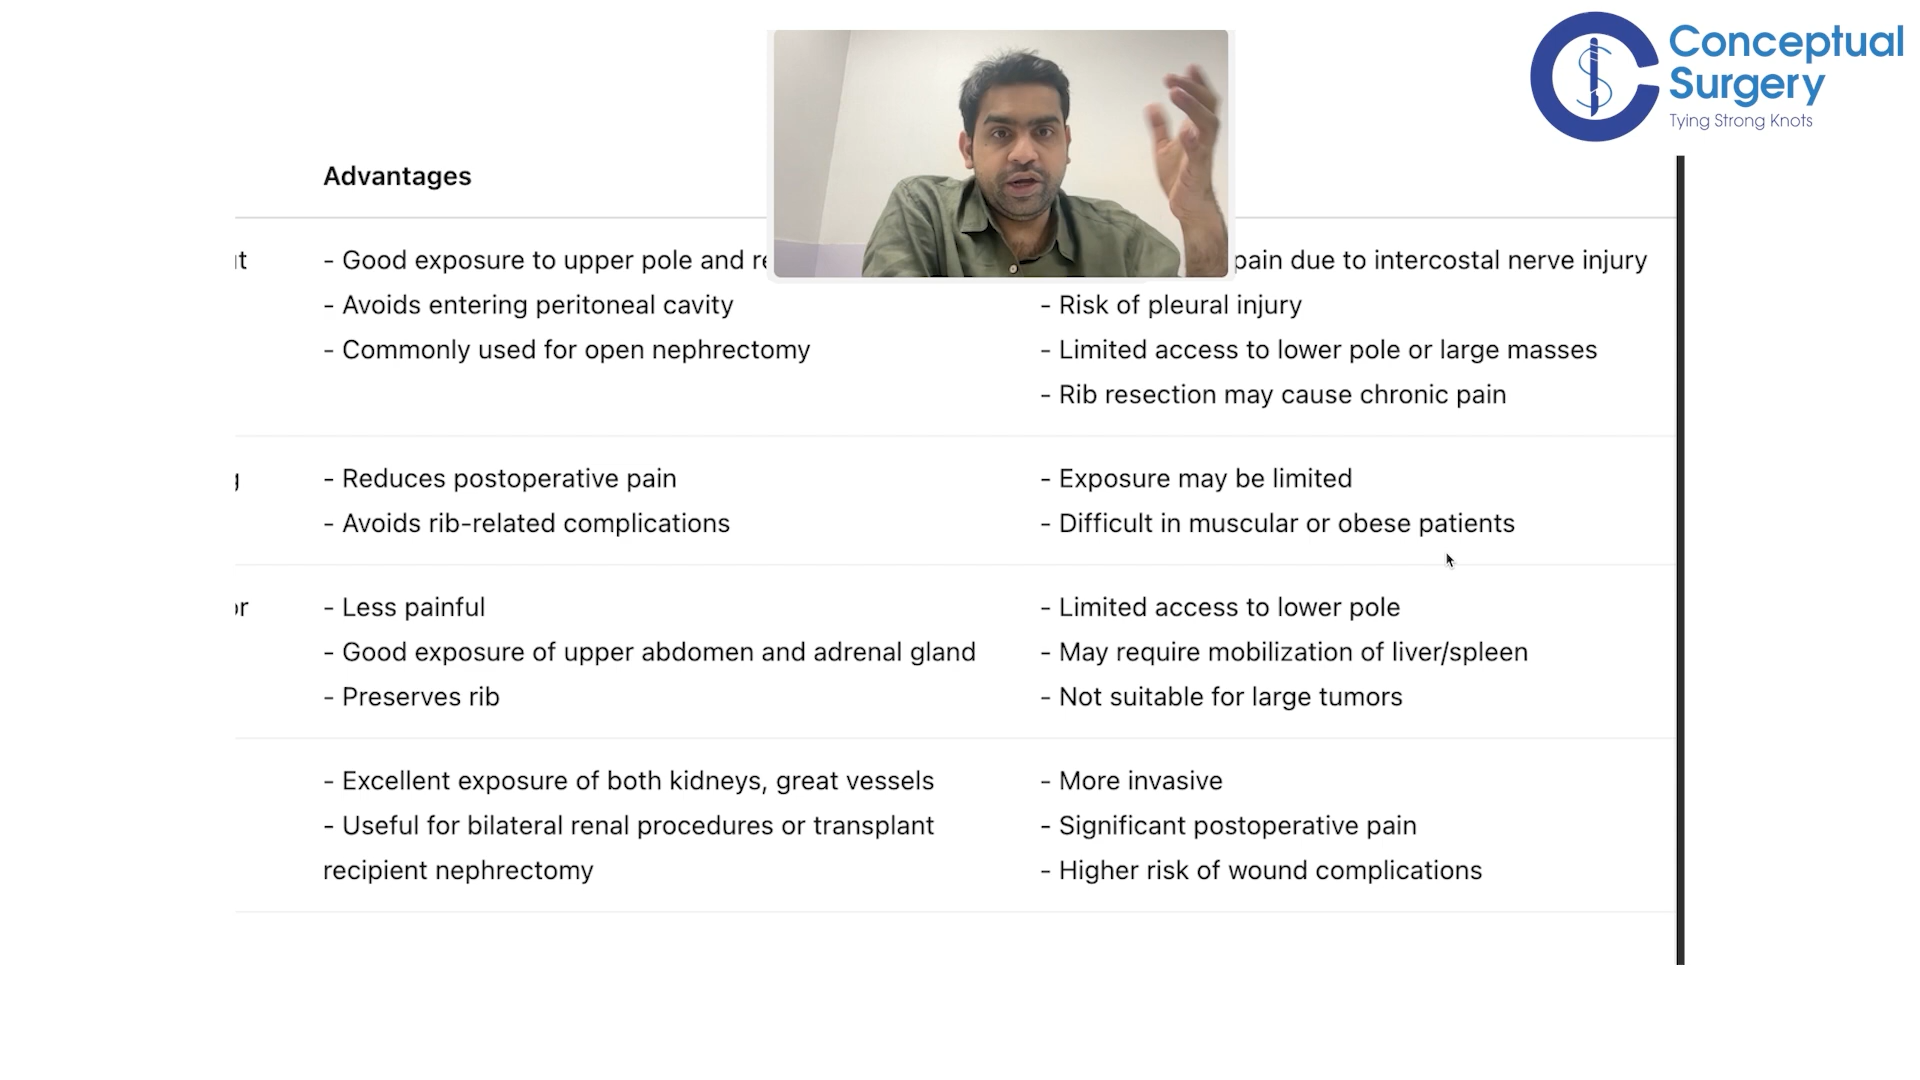 Conceptual
Surgery
Tying Strong Knots
Advantages
- Good exposure to upper pole and
pain due to intercostal nerve injury
- Avoids entering peritoneal cavity
- Risk of pleural injury
- Commonly used for open nephrectomy
- Limited access to lower pole or large masses
- Rib resection may cause chronic pain
- Reduces postoperative pain
- Exposure may be limited
- Avoids rib-related complications
- Difficult in muscular or obese patients
- Less painful
- Limited access to lower pole
- Good exposure of upper abdomen and adrenal gland
- May require mobilization of liver/spleen
- Preserves rib
- Not suitable for large tumors
- Excellent exposure of both kidneys, great vessels
- More invasive
- Useful for bilateral renal procedures or transplant
- Significant postoperative pain
recipient nephrectomy
- Higher risk of wound complications